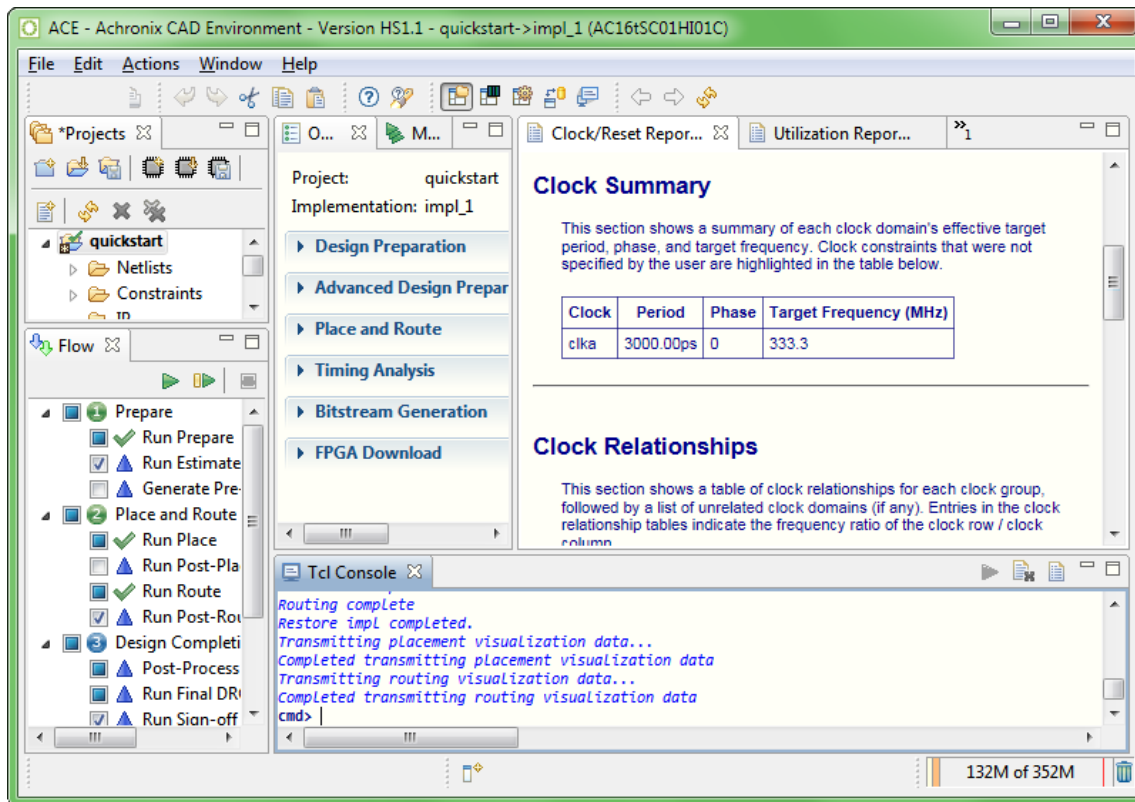 ACE - Achronix CAD Environment - Version HS1.1 - quickstart->impl_1 (AC16tSC01HI01C)
File Edit Actions Window Help
*Projects
quickstart
Netlists
Constraints
Flow
1 Prepare
Run Prepare
Run Estimate
Generate Pre-
2 Place and Route
Run Place
Run Post-Pla
Run Route
Run Post-Rou
3 Design Completi
Post-Process
Run Final DR
Run Sign-off
O... M...
Project: quickstart
Implementation: impl_1
Design Preparation
Advanced Design Prepar
Place and Route
Timing Analysis
Bitstream Generation
FPGA Download
Clock/Reset Repor... Utilization Repor... »1
Clock Summary
This section shows a summary of each clock domain's effective target
period, phase, and target frequency. Clock constraints that were not
specified by the user are highlighted in the table below.
Clock Period Phase Target Frequency (MHz)
clka 3000.00ps 0 333.3
Clock Relationships
This section shows a table of clock relationships for each clock group,
followed by a list of unrelated clock domains (if any). Entries in the clock
relationship tables indicate the frequency ratio of the clock row / clock
column
Tcl Console
Routing complete
Restore impl completed.
Transmitting placement visualization data...
Completed transmitting placement visualization data
Transmitting routing visualization data...
Completed transmitting routing visualization data
cmd>
132M of 352M